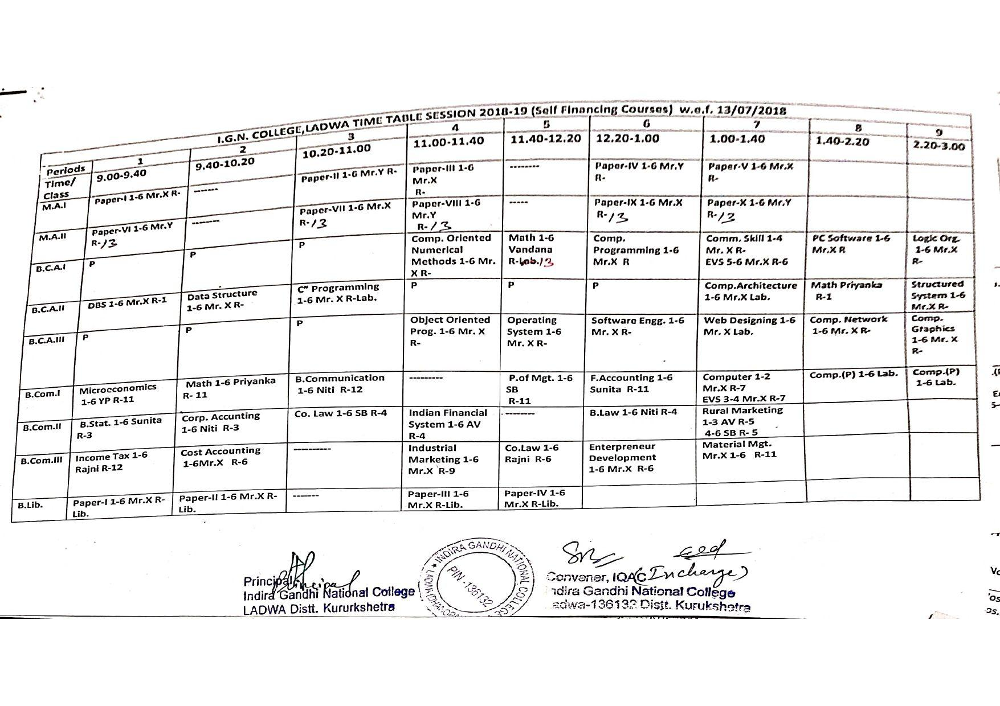 I.G.N. COLLEGE,LADWA TIME TABLE SESSION 2018-19 (Self Financing Courses) w.e.f. 13/07/2018
Periods 1 2 3 4 5 6 7 8 9
Time/ 9.00-9.40 9.40-10.20 10.20-11.00 11.00-11.40 11.40-12.20 12.20-1.00 1.00-1.40 1.40-2.20 2.20-3.00
Class
M.A.I Paper-I 1-6 Mr.X R- ------ Paper-II 1-6 Mr.Y R- Paper-III 1-6 -------- Paper-IV 1-6 Mr.Y Paper-V 1-6 Mr.X
Mr.X R- R-
R-
M.A.II Paper-VI 1-6 Mr.Y ------- Paper-VII 1-6 Mr.X Paper-VIII 1-6 ----- Paper-IX 1-6 Mr.X Paper-X 1-6 Mr.Y
R-13 R-13 Mr.Y R-13 R-13
R-13
B.C.A.I P P P Comp. Oriented Math 1-6 Comp. Comm. Skill 1-4 PC Software 1-6 Logic Org.
Numerical Vandana Programming 1-6 Mr. X R- Mr.X R 1-6 Mr.X
Methods 1-6 Mr. R-Lab.13 Mr.X R EVS 5-6 Mr.X R-6 R-
X R-
B.C.A.II DBS 1-6 Mr.X R-1 Data Structure C" Programming P P P Comp.Architecture Math Priyanka Structured
1-6 Mr. X R- 1-6 Mr. X R-Lab. 1-6 Mr.X Lab. R-1 System 1-6
Mr.X R-
B.C.A.III P P P Object Oriented Operating Software Engg. 1-6 Web Designing 1-6 Comp. Network Comp.
Prog. 1-6 Mr. X System 1-6 Mr. X R- Mr. X Lab. 1-6 Mr. X R- Graphics
R- Mr. X R- 1-6 Mr. X
R-
B.Com.I Microeconomics Math 1-6 Priyanka B.Communication --------- P.of Mgt. 1-6 F.Accounting 1-6 Computer 1-2 Comp.(P) 1-6 Lab. Comp.(P)
1-6 YP R-11 R- 11 1-6 Niti R-12 SB Sunita R-11 Mr.X R-7 1-6 Lab.
R-11 EVS 3-4 Mr.X R-7
B.Com.II B.Stat. 1-6 Sunita Corp. Accunting Co. Law 1-6 SB R-4 Indian Financial -------- B.Law 1-6 Niti R-4 Rural Marketing
R-3 1-6 Niti R-3 System 1-6 AV 1-3 AV R-5
R-4 4-6 SB R- 5
B.Com.III Income Tax 1-6 Cost Accounting ---------- Industrial Co.Law 1-6 Enterpreneur Material Mgt.
Rajni R-12 1-6Mr.X R-6 Marketing 1-6 Rajni R-6 Development Mr.X 1-6 R-11
Mr.X R-9 1-6 Mr.X R-6
B.Lib. Paper-I 1-6 Mr.X R- Paper-II 1-6 Mr.X R- ------- Paper-III 1-6 Paper-IV 1-6
Lib. Lib. Mr.X R-Lib. Mr.X R-Lib.
Principal
Principal
Indira Gandhi National College
LADWA Distt. Kururkshetra
INDIRA GANDHI NATIONAL COLLEGE
LADWA
PIN-136132
Convener, IQAC (Incharge)
ndira Gandhi National College
adwa-136132 Distt. Kurukshetra